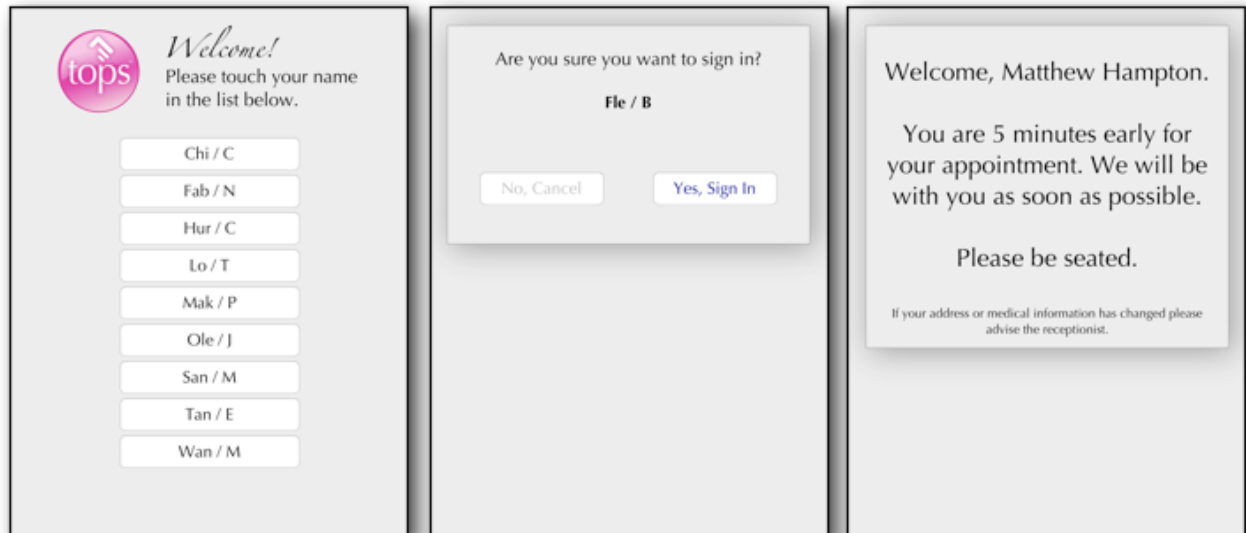 tops
Welcome!
Please touch your name
in the list below.
Chi / C
Fab / N
Hur / C
Lo / T
Mak / P
Ole / J
San / M
Tan / E
Wan / M
Are you sure you want to sign in?
Fle / B
No, Cancel
Yes, Sign In
Welcome, Matthew Hampton.
You are 5 minutes early for
your appointment. We will be
with you as soon as possible.
Please be seated.
If your address or medical information has changed please
advise the receptionist.